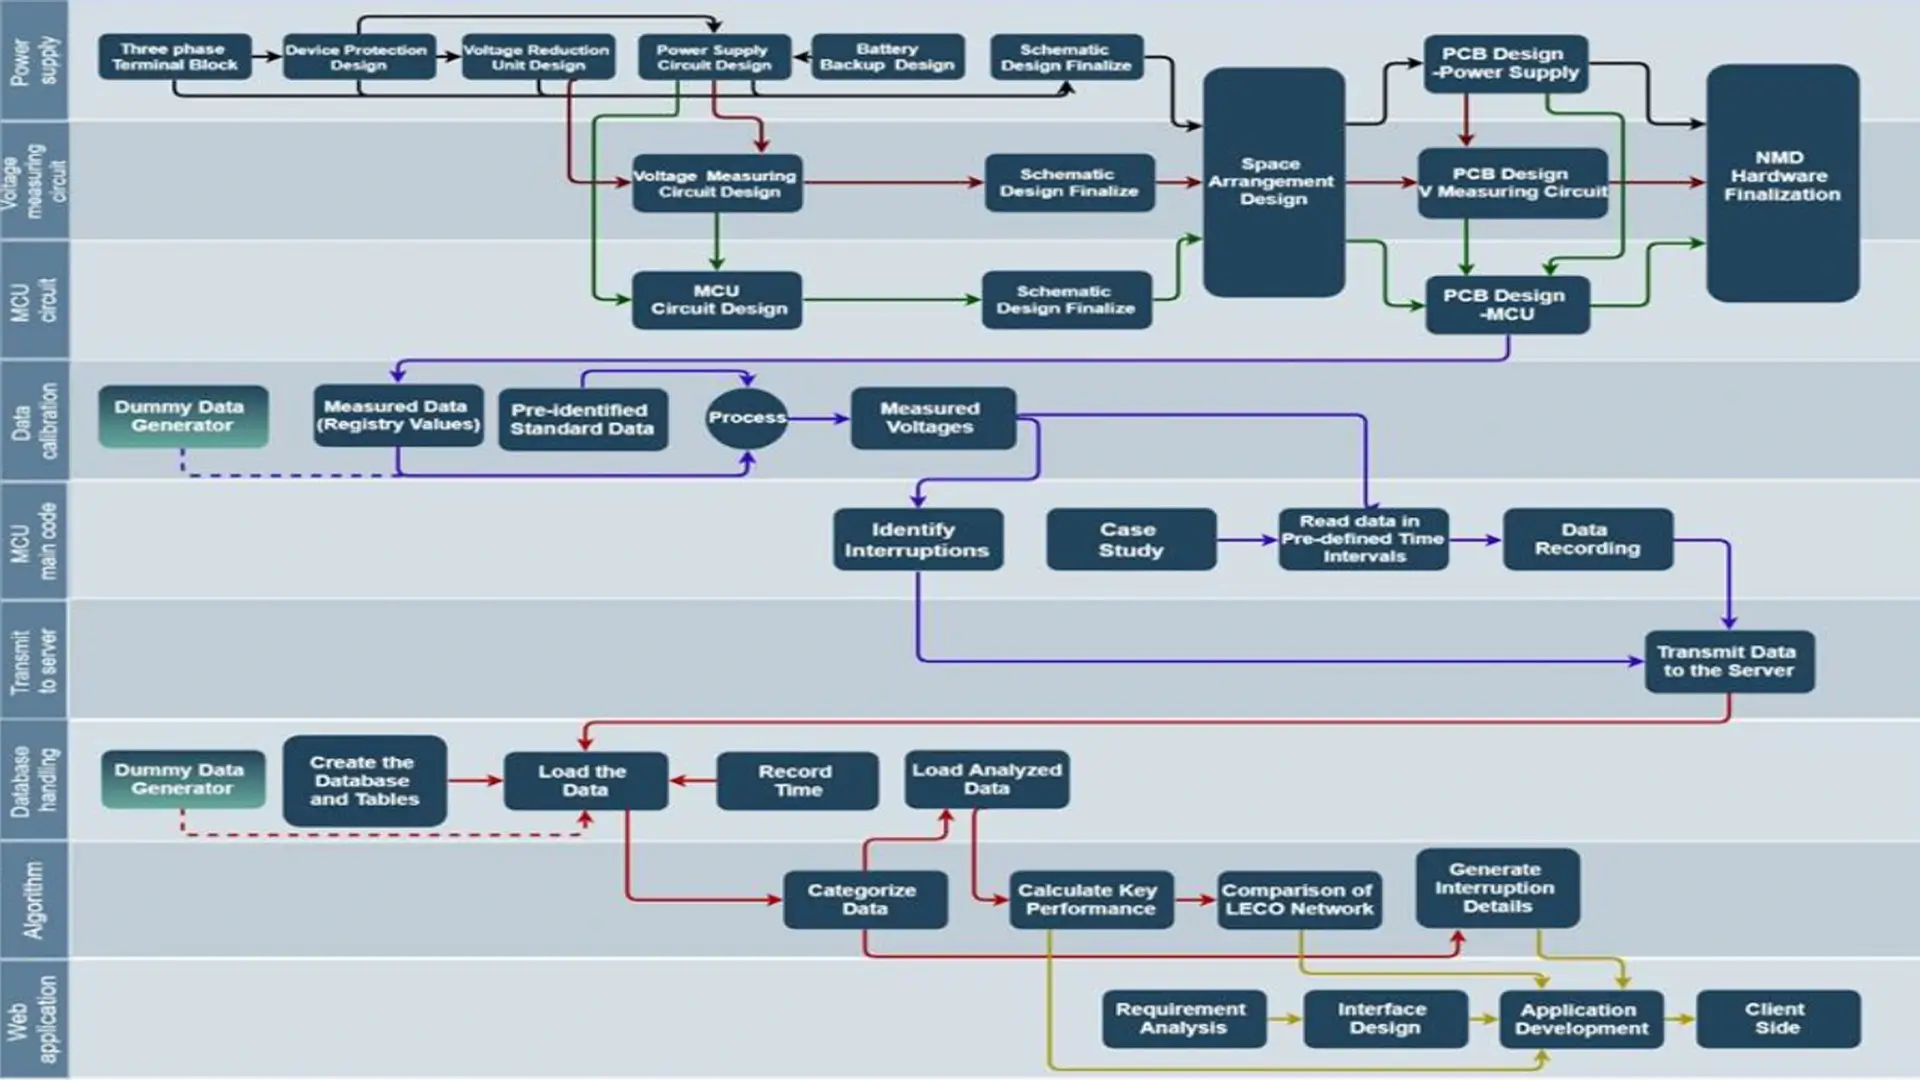 Power
supply
Three phase
Terminal Block
Device Protection
Design
Voltage Reduction
Unit Design
Power Supply
Circuit Design
Battery
Backup Design
Schematic
Design Finalize
PCB Design
-Power Supply
Voltage
measuring
circuit
Voltage Measuring
Circuit Design
Schematic
Design Finalize
Space
Arrangement
Design
PCB Design
V Measuring Circuit
NMD
Hardware
Finalization
MCU
circuit
MCU
Circuit Design
Schematic
Design Finalize
PCB Design
-MCU
Data
calibration
Dummy Data
Generator
Measured Data
(Registry Values)
Pre-identified
Standard Data
Process
Measured
Voltages
MCU
main code
Identify
Interruptions
Case
Study
Read data in
Pre-defined Time
Intervals
Data
Recording
Transmit
to server
Transmit Data
to the Server
Database
handling
Dummy Data
Generator
Create the
Database
and Tables
Load the
Data
Record
Time
Load Analyzed
Data
Algorithm
Categorize
Data
Calculate Key
Performance
Comparison of
LECO Network
Generate
Interruption
Details
Web
application
Requirement
Analysis
Interface
Design
Application
Development
Client
Side